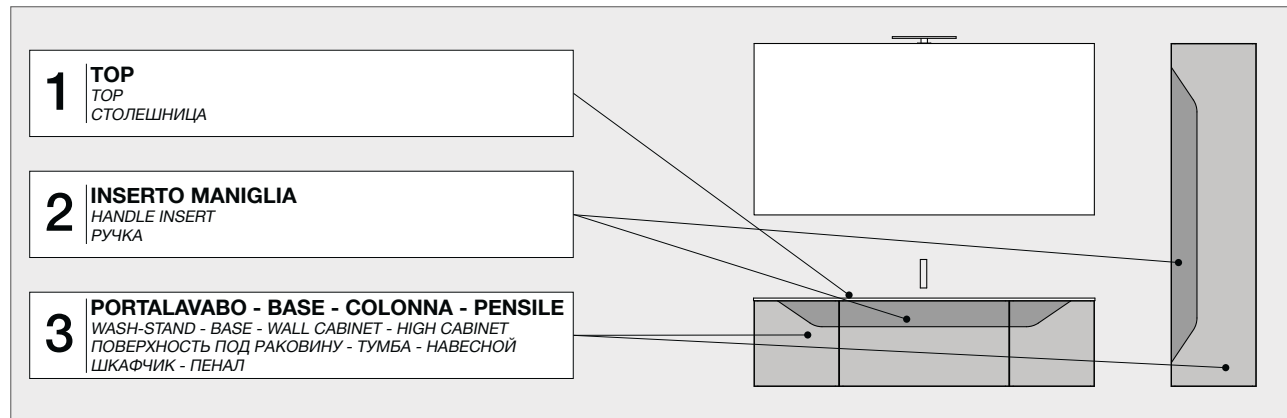 1
TOP
TOP
СТОЛЕШНИЦА
2
INSERTO MANIGLIA
HANDLE INSERT
РУЧКА
3
PORTALAVABO - BASE - COLONNA - PENSILE
WASH-STAND - BASE - WALL CABINET - HIGH CABINET
ПОВЕРХНОСТЬ ПОД РАКОВИНУ - ТУМБА - НАВЕСНОЙ
ШКАФЧИК - ПЕНАЛ